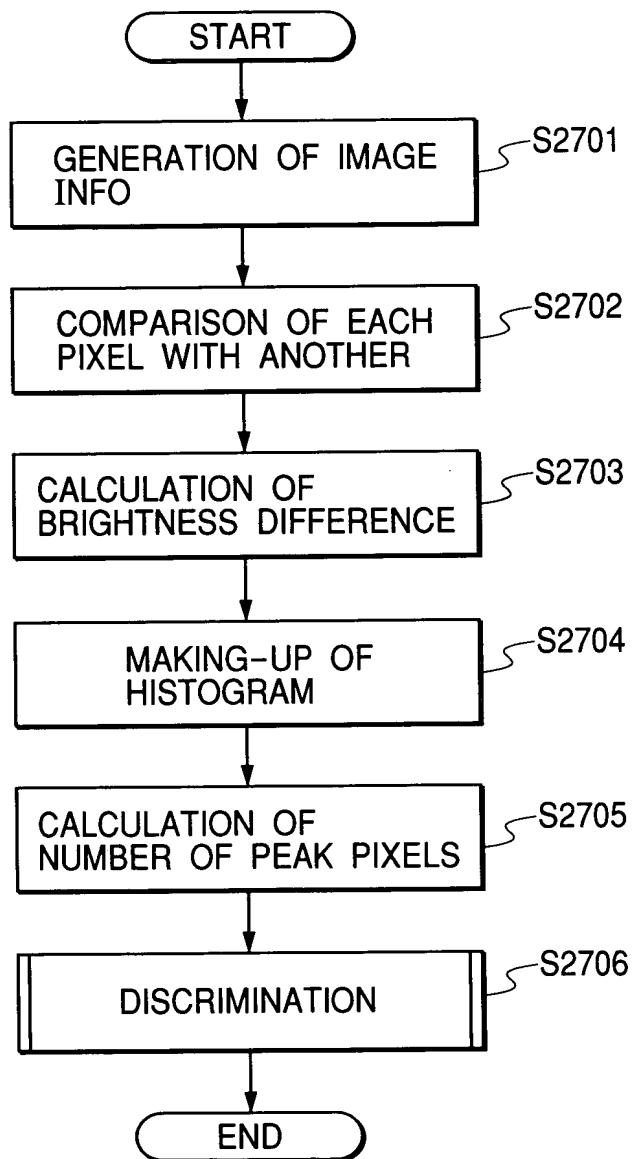 START
GENERATION OF IMAGE
INFO
S2701
COMPARISON OF EACH
PIXEL WITH ANOTHER
S2702
CALCULATION OF
BRIGHTNESS DIFFERENCE
S2703
MAKING-UP OF
HISTOGRAM
S2704
CALCULATION OF
NUMBER OF PEAK PIXELS
S2705
DISCRIMINATION
S2706
END